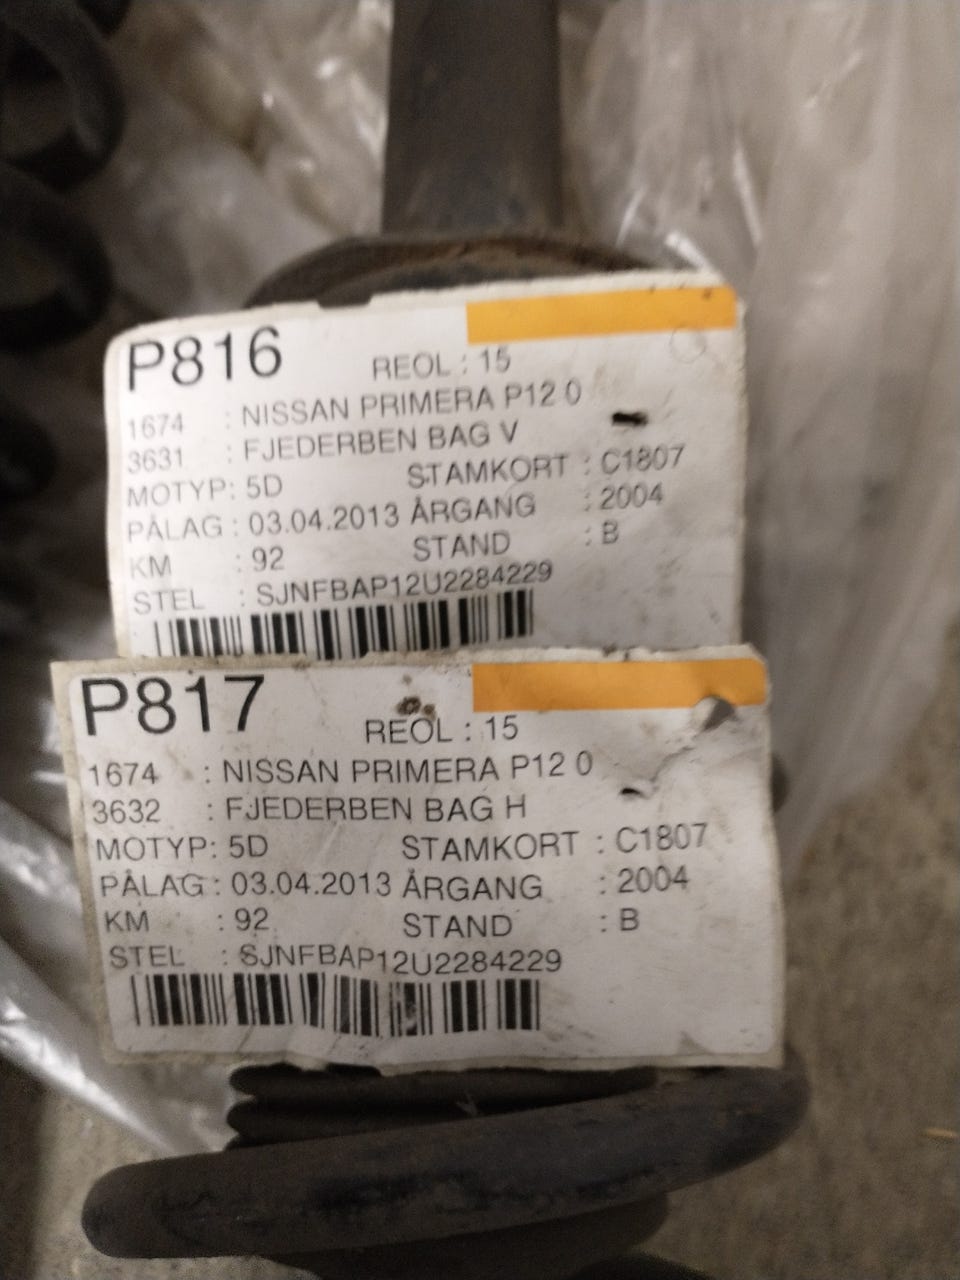 P816
REOL : 15
1674 : NISSAN PRIMERA P12 0
3631 : FJEDERBEN BAG V
MOTYP: 5D STAMKORT : C1807
PÅLAG : 03.04.2013 ÅRGANG : 2004
KM : 92 STAND : B
STEL : SJNFBAP12U2284229
P817
REOL : 15
1674 : NISSAN PRIMERA P12 0
3632 : FJEDERBEN BAG H
MOTYP: 5D STAMKORT : C1807
PÅLAG : 03.04.2013 ÅRGANG : 2004
KM : 92 STAND : B
STEL : SJNFBAP12U2284229